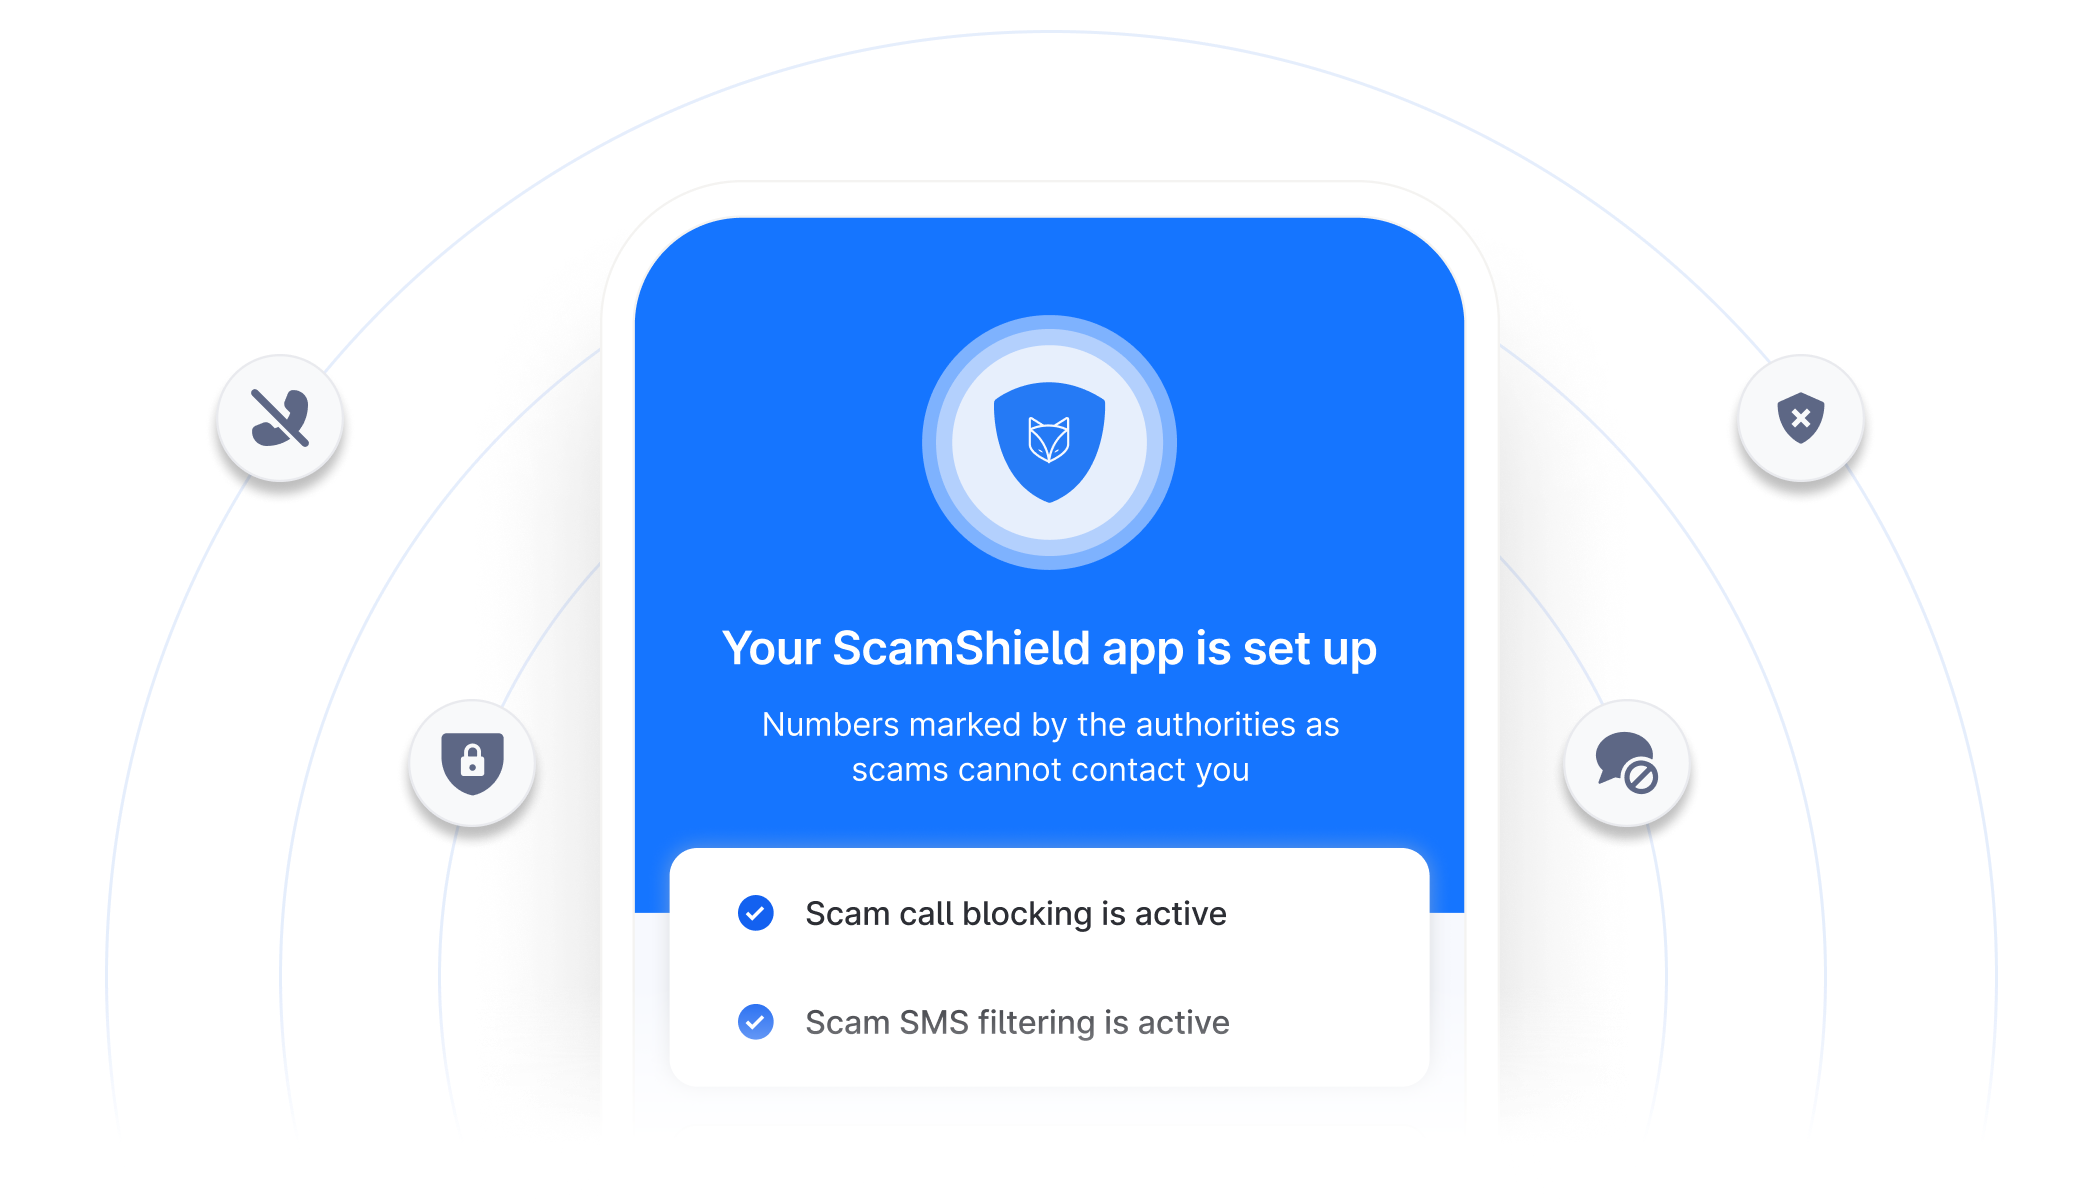 Your ScamShield app is set up
Numbers marked by the authorities as
scams cannot contact you
Scam call blocking is active
Scam SMS filtering is active